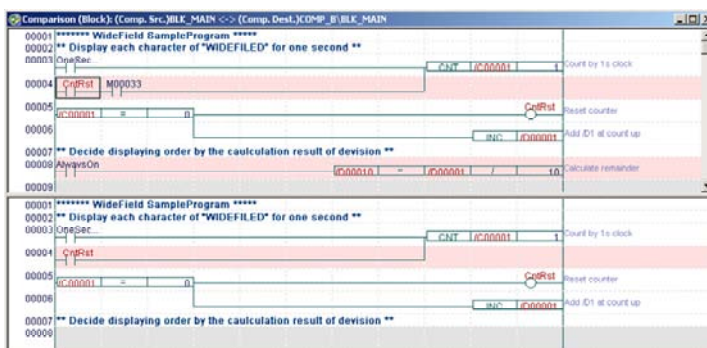 Comparison (Block): (Comp. Src.)BLK_MAIN <-> (Comp. Dest.)COMP_B\BLK_MAIN
00001 ******* WideField SampleProgram *****
00002 ** Display each character of "WIDEFILED" for one second **
00003 OneSec... CNT /C00001 1 Count by 1s clock
00004 CntRst M00033
00005 /C00001 = 0 CntRst Reset counter
00006 INC /D00001 Add /D1 at count up
00007 ** Decide displaying order by the caulculation result of devision **
00008 AlwaysOn /D00010 = /D00001 / 10 Calculate remainder
00009
00001 ******* WideField SampleProgram *****
00002 ** Display each character of "WIDEFILED" for one second **
00003 OneSec... CNT /C00001 1 Count by 1s clock
00004 CntRst
00005 /C00001 = 0 CntRst Reset counter
00006 INC /D00001 Add /D1 at count up
00007 ** Decide displaying order by the caulculation result of devision **
00008